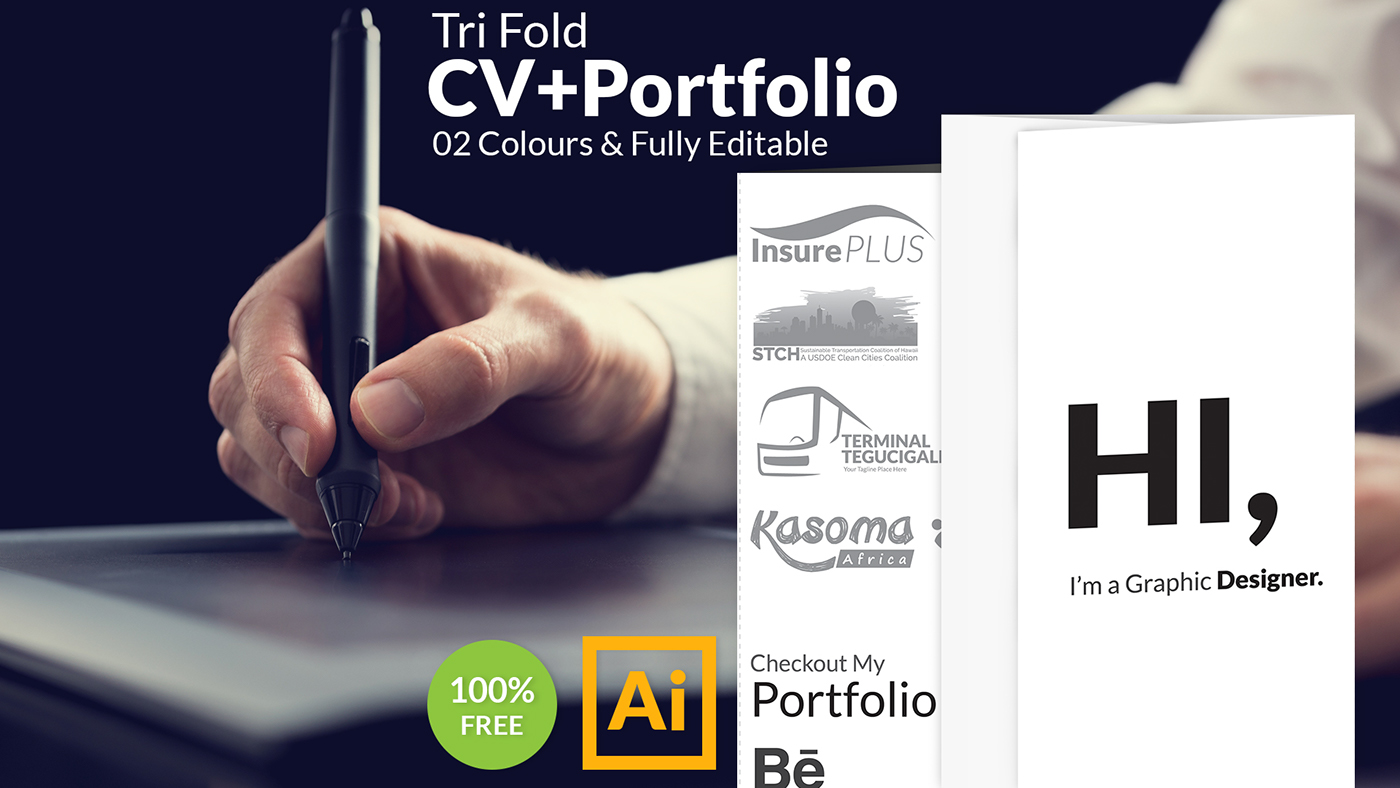 Tri Fold
CV+Portfolio
02 Colours & Fully Editable
InsurePLUS
STCH Sustainable Transportation Coalition of Hawaii
A USDOE Clean Cities Coalition
TERMINAL
TEGUCIGAL
Your Tagline Place Here
Kasoma
Africa
Checkout My
Portfolio
Bē
HI,
I'm a Graphic Designer.
100%
FREE
Ai